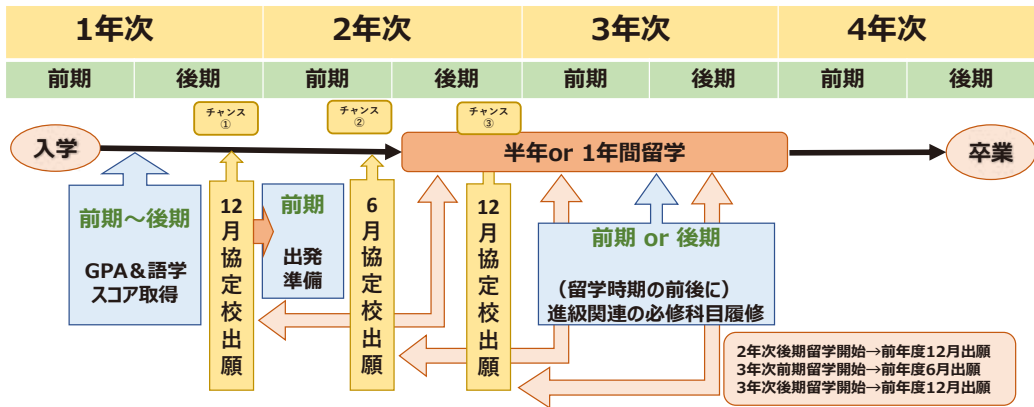 1年次 2年次 3年次 4年次
前期 後期 前期 後期 前期 後期 前期 後期
チャンス
①
チャンス
②
チャンス
③
入学
半年or 1年間留学
卒業
前期～後期
GPA＆語学
スコア取得
12月協定校出願
前期
出発
準備
6月協定校出願
12月協定校出願
前期 or 後期
（留学時期の前後に）
進級関連の必修科目履修
2年次後期留学開始→前年度12月出願
3年次前期留学開始→前年度6月出願
3年次後期留学開始→前年度12月出願